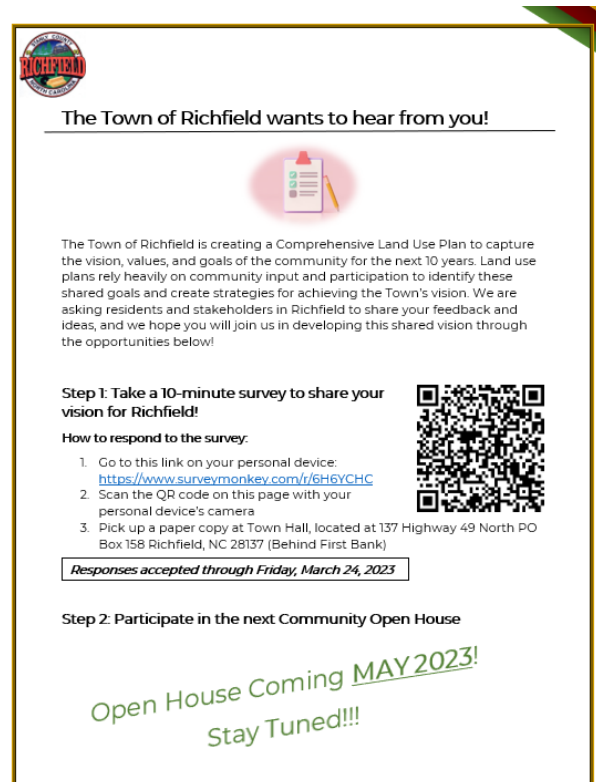 STANLY COUNTY
RICHFIELD
NORTH CAROLINA
The Town of Richfield wants to hear from you!
The Town of Richfield is creating a Comprehensive Land Use Plan to capture
the vision, values, and goals of the community for the next 10 years. Land use
plans rely heavily on community input and participation to identify these
shared goals and create strategies for achieving the Town's vision. We are
asking residents and stakeholders in Richfield to share your feedback and
ideas, and we hope you will join us in developing this shared vision through
the opportunities below!
Step 1: Take a 10-minute survey to share your
vision for Richfield!
How to respond to the survey:
1. Go to this link on your personal device:
https://www.surveymonkey.com/r/6H6YCHC
2. Scan the QR code on this page with your
personal device's camera
3. Pick up a paper copy at Town Hall, located at 137 Highway 49 North PO
Box 158 Richfield, NC 28137 (Behind First Bank)
Responses accepted through Friday, March 24, 2023
Step 2: Participate in the next Community Open House
Open House Coming MAY 2023!
Stay Tuned!!!